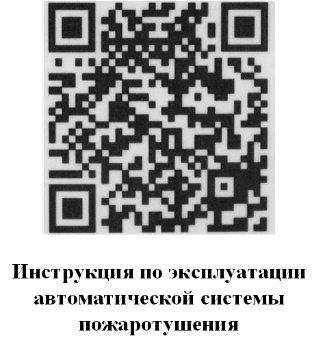 Инструкция по эксплуатации
автоматической системы
пожаротушения